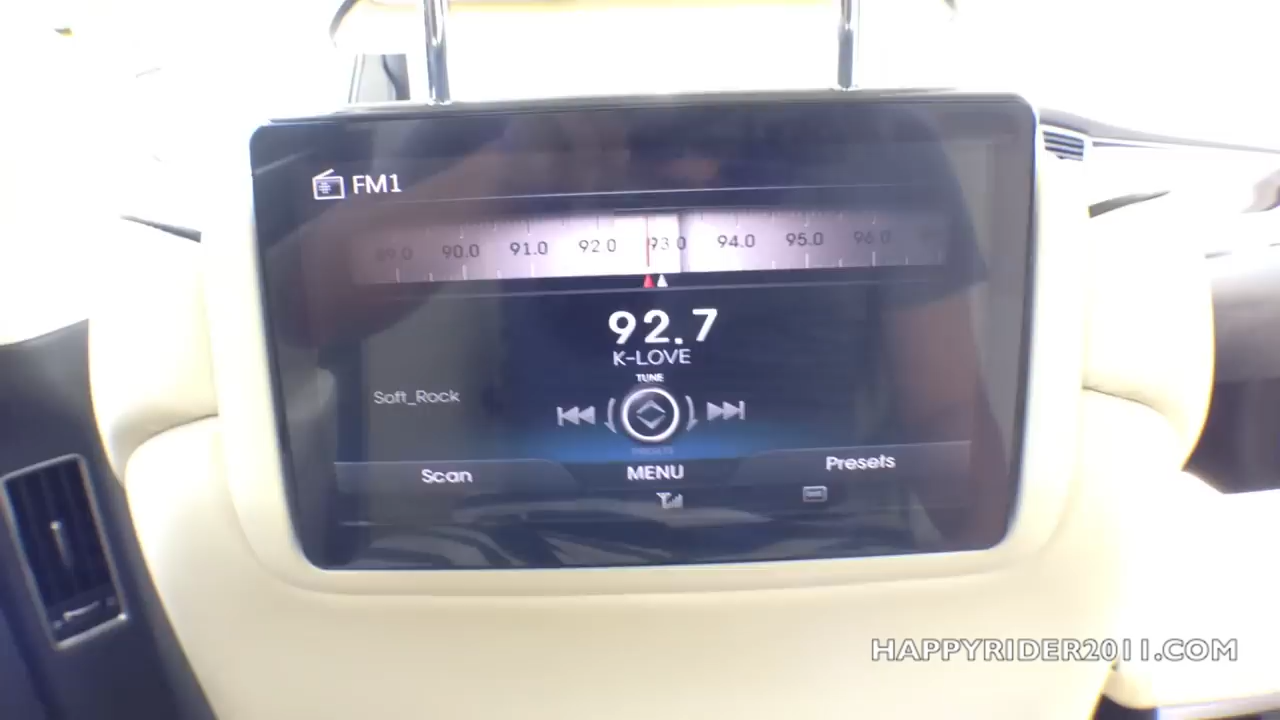 FM1
89.0 90.0 91.0 92.0 93.0 94.0 95.0 96.0
92.7
K-LOVE
TUNE
Soft_Rock
PRESETS
Scan
MENU
Presets
HAPPYRIDER2011.COM